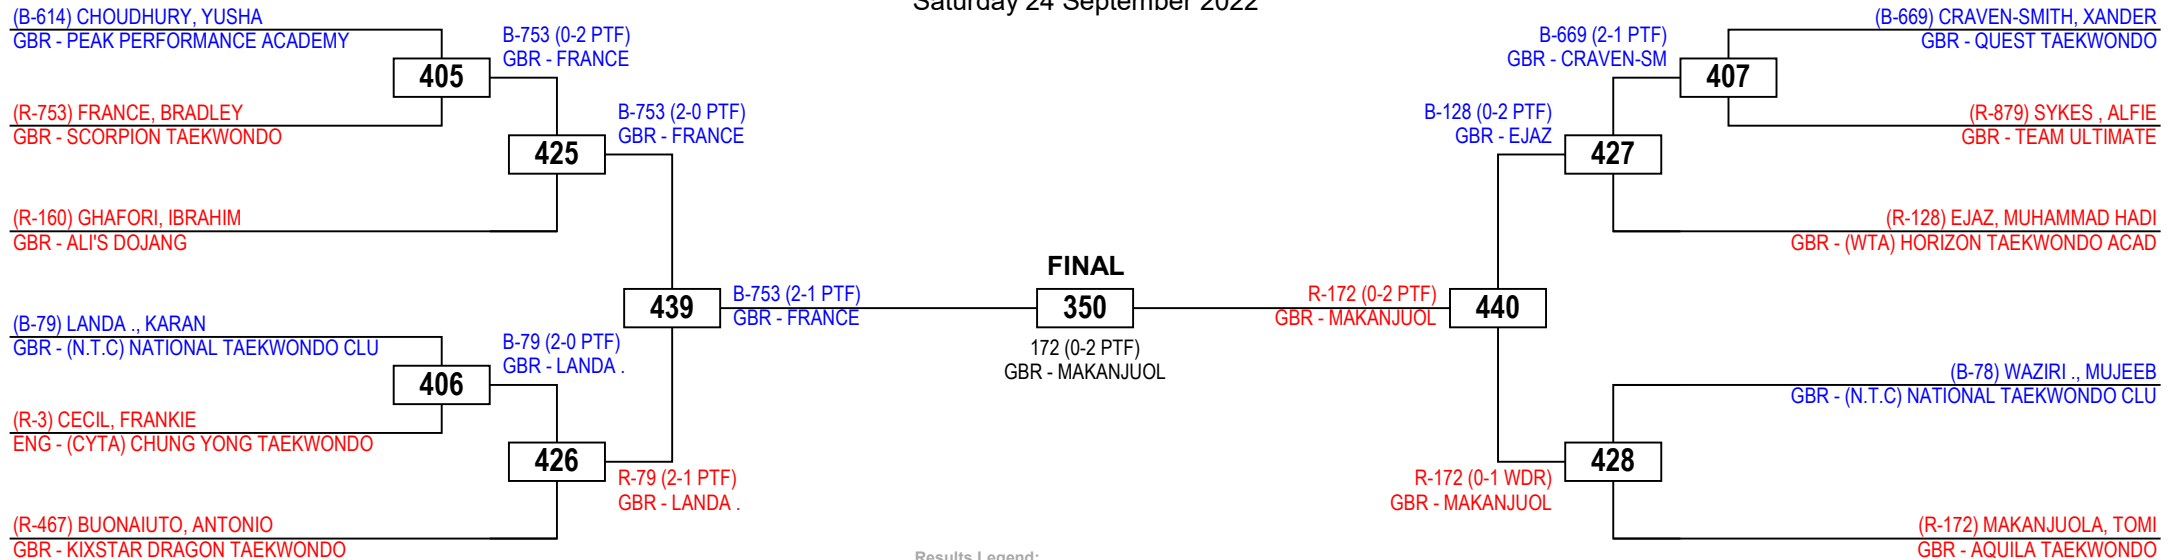 Saturday 24 September 2022
(B-614) CHOUDHURY, YUSHA
GBR - PEAK PERFORMANCE ACADEMY
405
(R-753) FRANCE, BRADLEY
GBR - SCORPION TAEKWONDO
B-753 (0-2 PTF)
GBR - FRANCE
425
(R-160) GHAFORI, IBRAHIM
GBR - ALI'S DOJANG
B-753 (2-0 PTF)
GBR - FRANCE
439
(B-79) LANDA ., KARAN
GBR - (N.T.C) NATIONAL TAEKWONDO CLU
406
(R-3) CECIL, FRANKIE
ENG - (CYTA) CHUNG YONG TAEKWONDO
B-79 (2-0 PTF)
GBR - LANDA .
426
(R-467) BUONAIUTO, ANTONIO
GBR - KIXSTAR DRAGON TAEKWONDO
R-79 (2-1 PTF)
GBR - LANDA .
B-753 (2-1 PTF)
GBR - FRANCE
FINAL
350
172 (0-2 PTF)
GBR - MAKANJUOL
R-172 (0-2 PTF)
GBR - MAKANJUOL
440
B-128 (0-2 PTF)
GBR - EJAZ
427
B-669 (2-1 PTF)
GBR - CRAVEN-SM
407
(B-669) CRAVEN-SMITH, XANDER
GBR - QUEST TAEKWONDO
(R-879) SYKES , ALFIE
GBR - TEAM ULTIMATE
(R-128) EJAZ, MUHAMMAD HADI
GBR - (WTA) HORIZON TAEKWONDO ACAD
R-172 (0-1 WDR)
GBR - MAKANJUOL
428
(B-78) WAZIRI ., MUJEEB
GBR - (N.T.C) NATIONAL TAEKWONDO CLU
(R-172) MAKANJUOLA, TOMI
GBR - AQUILA TAEKWONDO
Results Legend: